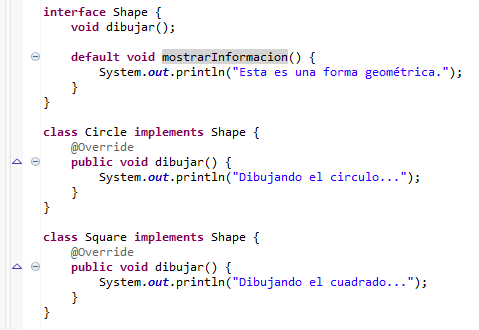 interface Shape {
    void dibujar();
    default void mostrarInformacion() {
        System.out.println("Esta es una forma geométrica.");
    }
}
class Circle implements Shape {
    @Override
    public void dibujar() {
        System.out.println("Dibujando el circulo...");
    }
}
class Square implements Shape {
    @Override
    public void dibujar() {
        System.out.println("Dibujando el cuadrado...");
    }
}